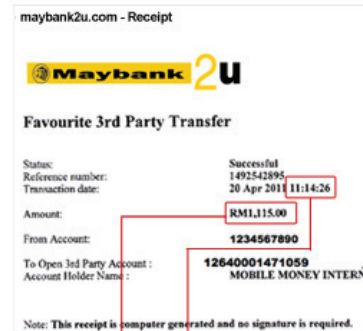 maybank2u.com - Receipt
Maybank 2u
Favourite 3rd Party Transfer
Status: Successful
Reference number: 1492542895
Transaction date: 20 Apr 2011 11:14:26
Amount: RM1,115.00
From Account: 1234567890
To Open 3rd Party Account : 12640001471059
Account Holder Name : MOBILE MONEY INTERN
Note: This receipt is computer generated and no signature is required.